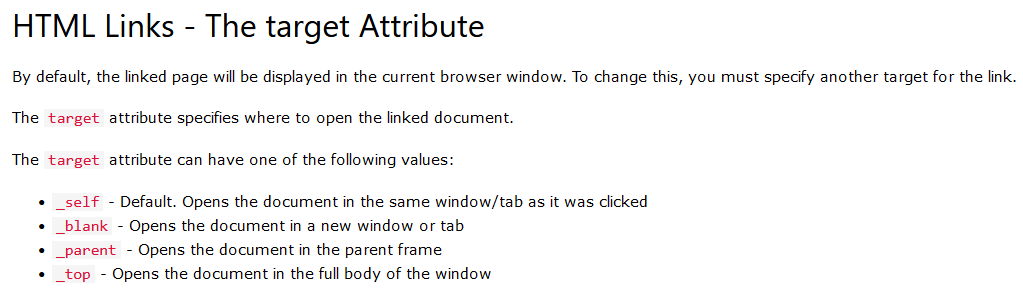 HTML Links - The target Attribute
By default, the linked page will be displayed in the current browser window. To change this, you must specify another target for the link.
The target attribute specifies where to open the linked document.
The target attribute can have one of the following values:
• _self - Default. Opens the document in the same window/tab as it was clicked
• _blank - Opens the document in a new window or tab
• _parent - Opens the document in the parent frame
• _top - Opens the document in the full body of the window